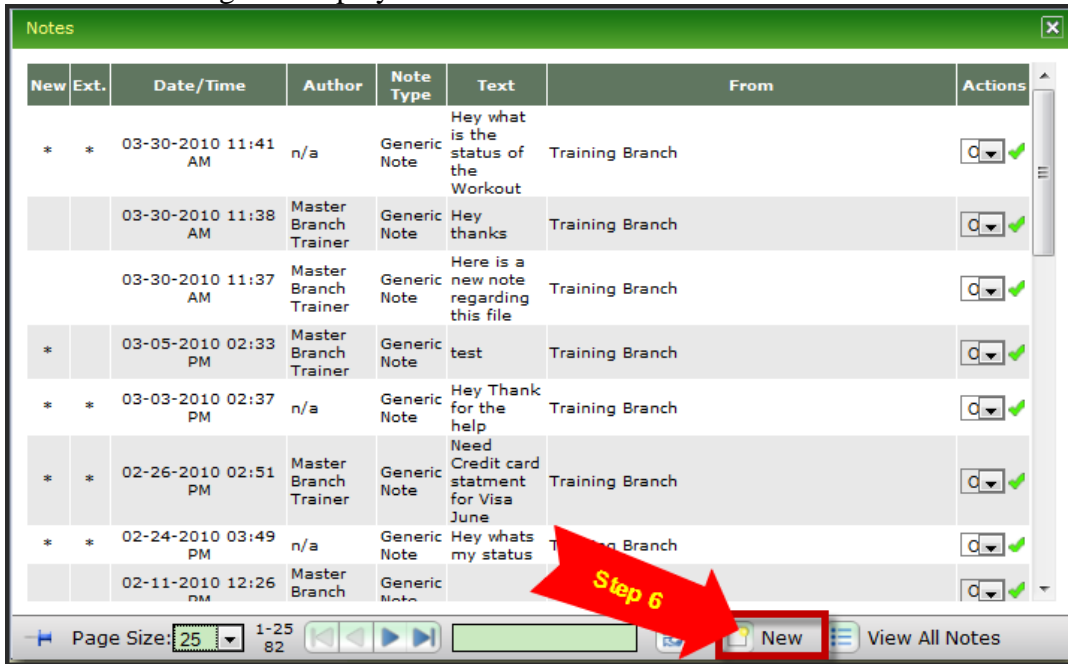 Notes
New Ext. Date/Time Author Note Type Text From Actions
* * 03-30-2010 11:41 AM n/a Generic Note Hey what is the status of the Workout Training Branch
03-30-2010 11:38 AM Master Branch Trainer Generic Note Hey thanks Training Branch
03-30-2010 11:37 AM Master Branch Trainer Generic Note Here is a new note regarding this file Training Branch
* 03-05-2010 02:33 PM Master Branch Trainer Generic Note test Training Branch
* * 03-03-2010 02:37 PM n/a Generic Note Hey Thank for the help Training Branch
* * 02-26-2010 02:51 PM Master Branch Trainer Generic Note Need Credit card statment for Visa June Training Branch
* * 02-24-2010 03:49 PM n/a Generic Note Hey whats my status Branch
02-11-2010 12:26 Master Branch Generic
Step 6
Page Size: 25 1-25 82 New View All Notes